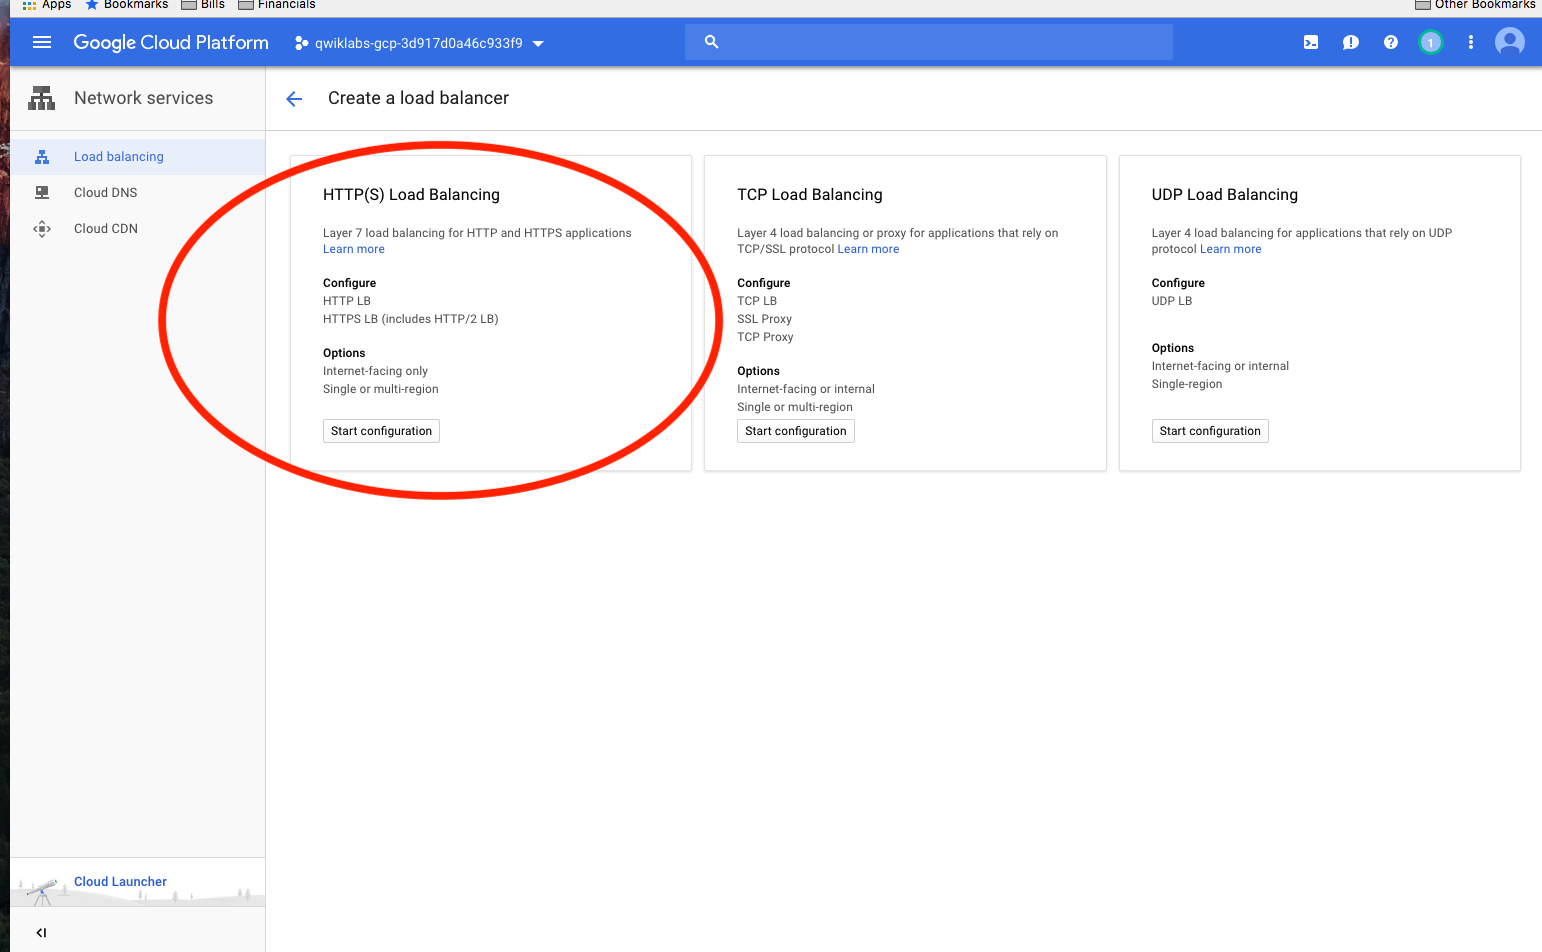 Apps Bookmarks Bills Financials Other Bookmarks
Google Cloud Platform qwiklabs-gcp-3d917d0a46c933f9 1
Network services
Create a load balancer
Load balancing
Cloud DNS
Cloud CDN
HTTP(S) Load Balancing
Layer 7 load balancing for HTTP and HTTPS applications
Learn more
Configure
HTTP LB
HTTPS LB (includes HTTP/2 LB)
Options
Internet-facing only
Single or multi-region
Start configuration
TCP Load Balancing
Layer 4 load balancing or proxy for applications that rely on
TCP/SSL protocol Learn more
Configure
TCP LB
SSL Proxy
TCP Proxy
Options
Internet-facing or internal
Single or multi-region
Start configuration
UDP Load Balancing
Layer 4 load balancing for applications that rely on UDP
protocol Learn more
Configure
UDP LB
Options
Internet-facing or internal
Single-region
Start configuration
Cloud Launcher